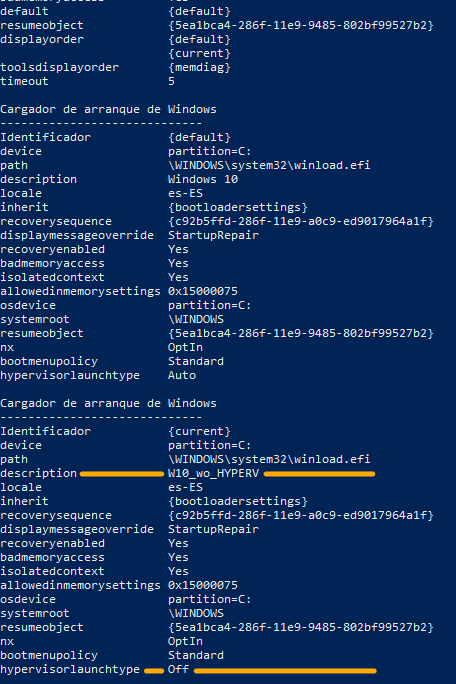 default {default}
resumeobject {5ea1bca4-286f-11e9-9485-802bf99527b2}
displayorder {default}
{current}
toolsdisplayorder {memdiag}
timeout 5
Cargador de arranque de Windows
-----------------------------
Identificador {default}
device partition=C:
path \WINDOWS\system32\winload.efi
description Windows 10
locale es-ES
inherit {bootloadersettings}
recoverysequence {c92b5ffd-286f-11e9-a0c9-ed9017964a1f}
displaymessageoverride StartupRepair
recoveryenabled Yes
badmemoryaccess Yes
isolatedcontext Yes
allowedinmemorysettings 0x15000075
osdevice partition=C:
systemroot \WINDOWS
resumeobject {5ea1bca4-286f-11e9-9485-802bf99527b2}
nx OptIn
bootmenupolicy Standard
hypervisorlaunchtype Auto
Cargador de arranque de Windows
-----------------------------
Identificador {current}
device partition=C:
path \WINDOWS\system32\winload.efi
description W10_wo_HYPERV
locale es-ES
inherit {bootloadersettings}
recoverysequence {c92b5ffd-286f-11e9-a0c9-ed9017964a1f}
displaymessageoverride StartupRepair
recoveryenabled Yes
badmemoryaccess Yes
isolatedcontext Yes
allowedinmemorysettings 0x15000075
osdevice partition=C:
systemroot \WINDOWS
resumeobject {5ea1bca4-286f-11e9-9485-802bf99527b2}
nx OptIn
bootmenupolicy Standard
hypervisorlaunchtype Off